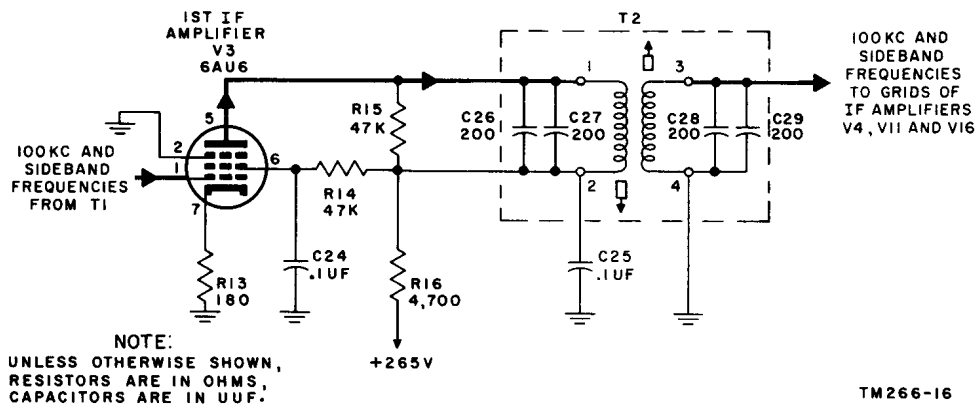 1ST IF
AMPLIFIER
V3
6AU6
5
2
1
6
7
100KC AND
SIDEBAND
FREQUENCIES
FROM T1
R13
180
C24
.1UF
R14
47K
R15
47K
R16
4,700
+265V
T2
1
2
3
4
C26
200
C27
200
C28
200
C29
200
C25
.1UF
100KC AND
SIDEBAND
FREQUENCIES
TO GRIDS OF
IF AMPLIFIERS
V4, V11 AND V16
NOTE:
UNLESS OTHERWISE SHOWN,
RESISTORS ARE IN OHMS,
CAPACITORS ARE IN UUF.
TM266-16